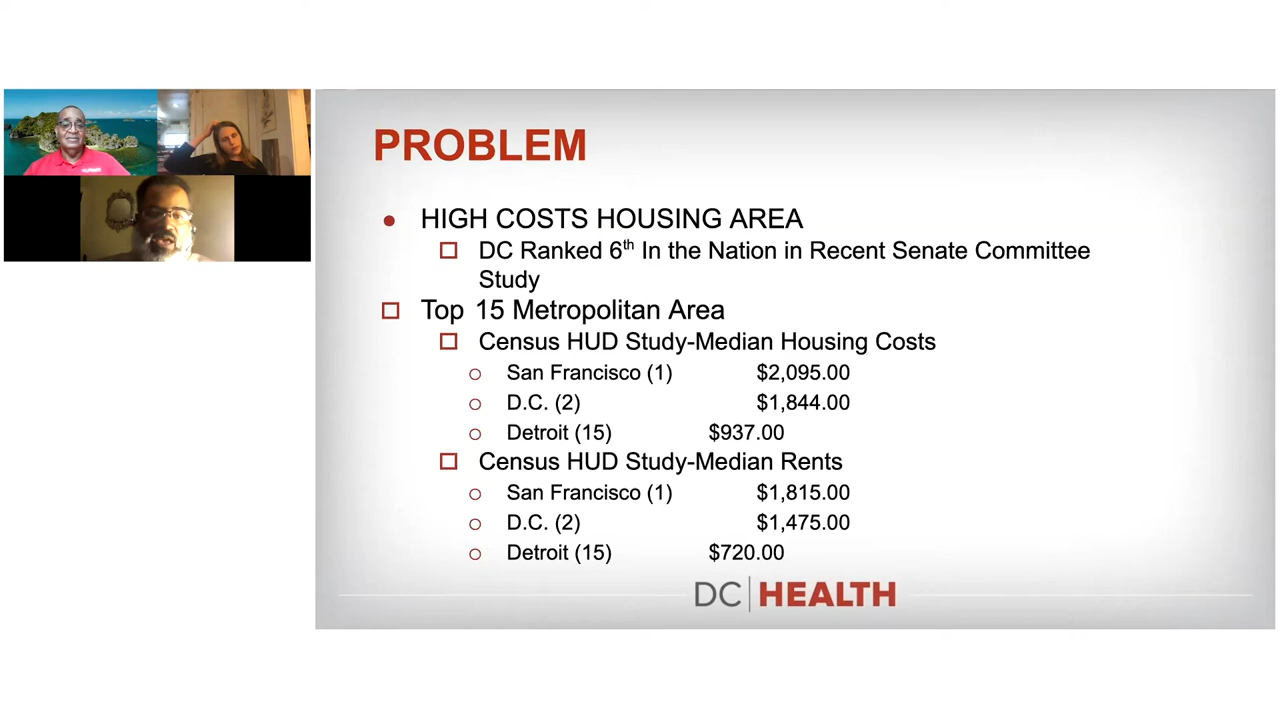 PROBLEM
HIGH COSTS HOUSING AREA
DC Ranked 6th In the Nation in Recent Senate Committee
Study
Top 15 Metropolitan Area
Census HUD Study-Median Housing Costs
San Francisco (1) $2,095.00
D.C. (2) $1,844.00
Detroit (15) $937.00
Census HUD Study-Median Rents
San Francisco (1) $1,815.00
D.C. (2) $1,475.00
Detroit (15) $720.00
DC HEALTH